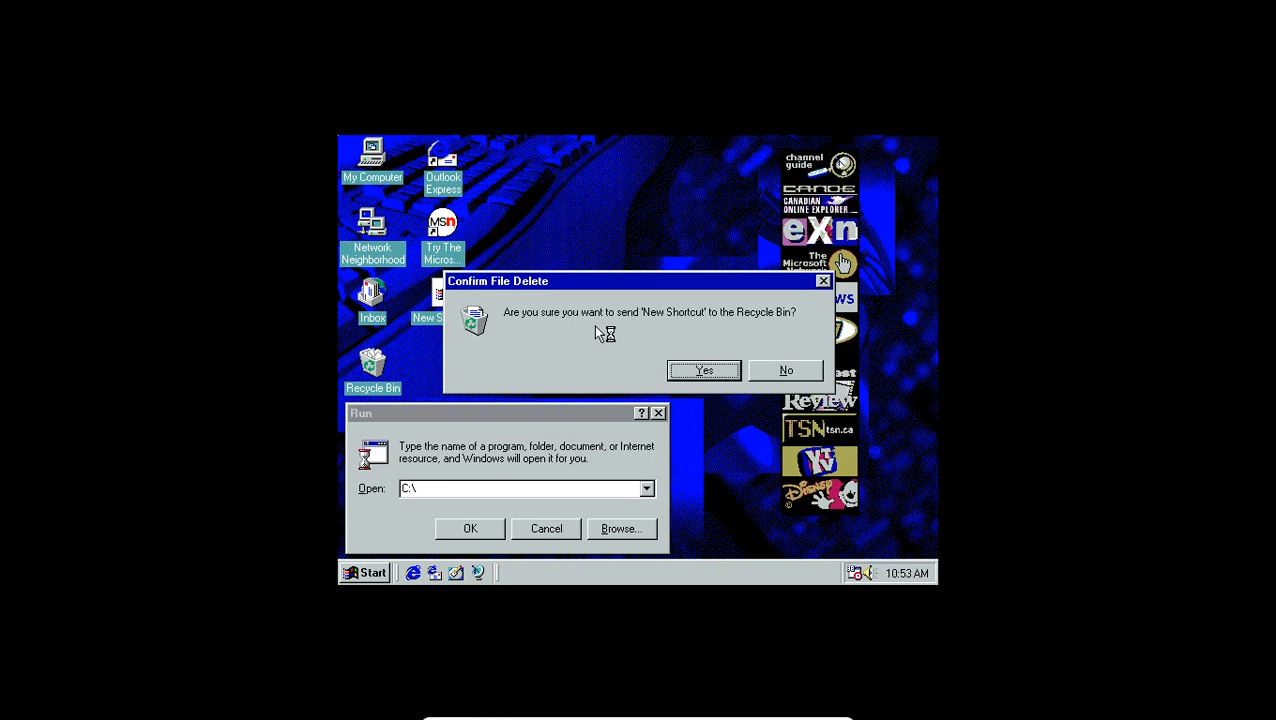 My Computer
Outlook
Express
Network
Neighborhood
MSn
Try The
Micros...
Inbox
New S
Recycle Bin
channel
guide
CANOE
CANADIAN
ONLINE EXPLORER
eXn
The
Microsoft
WS
Review
TSN tsn.ca
YTV
Disney
Confirm File Delete
Are you sure you want to send 'New Shortcut' to the Recycle Bin?
Yes
No
Run
Type the name of a program, folder, document, or Internet
resource, and Windows will open it for you.
Open:
C:\
OK
Cancel
Browse...
Start
10:53 AM